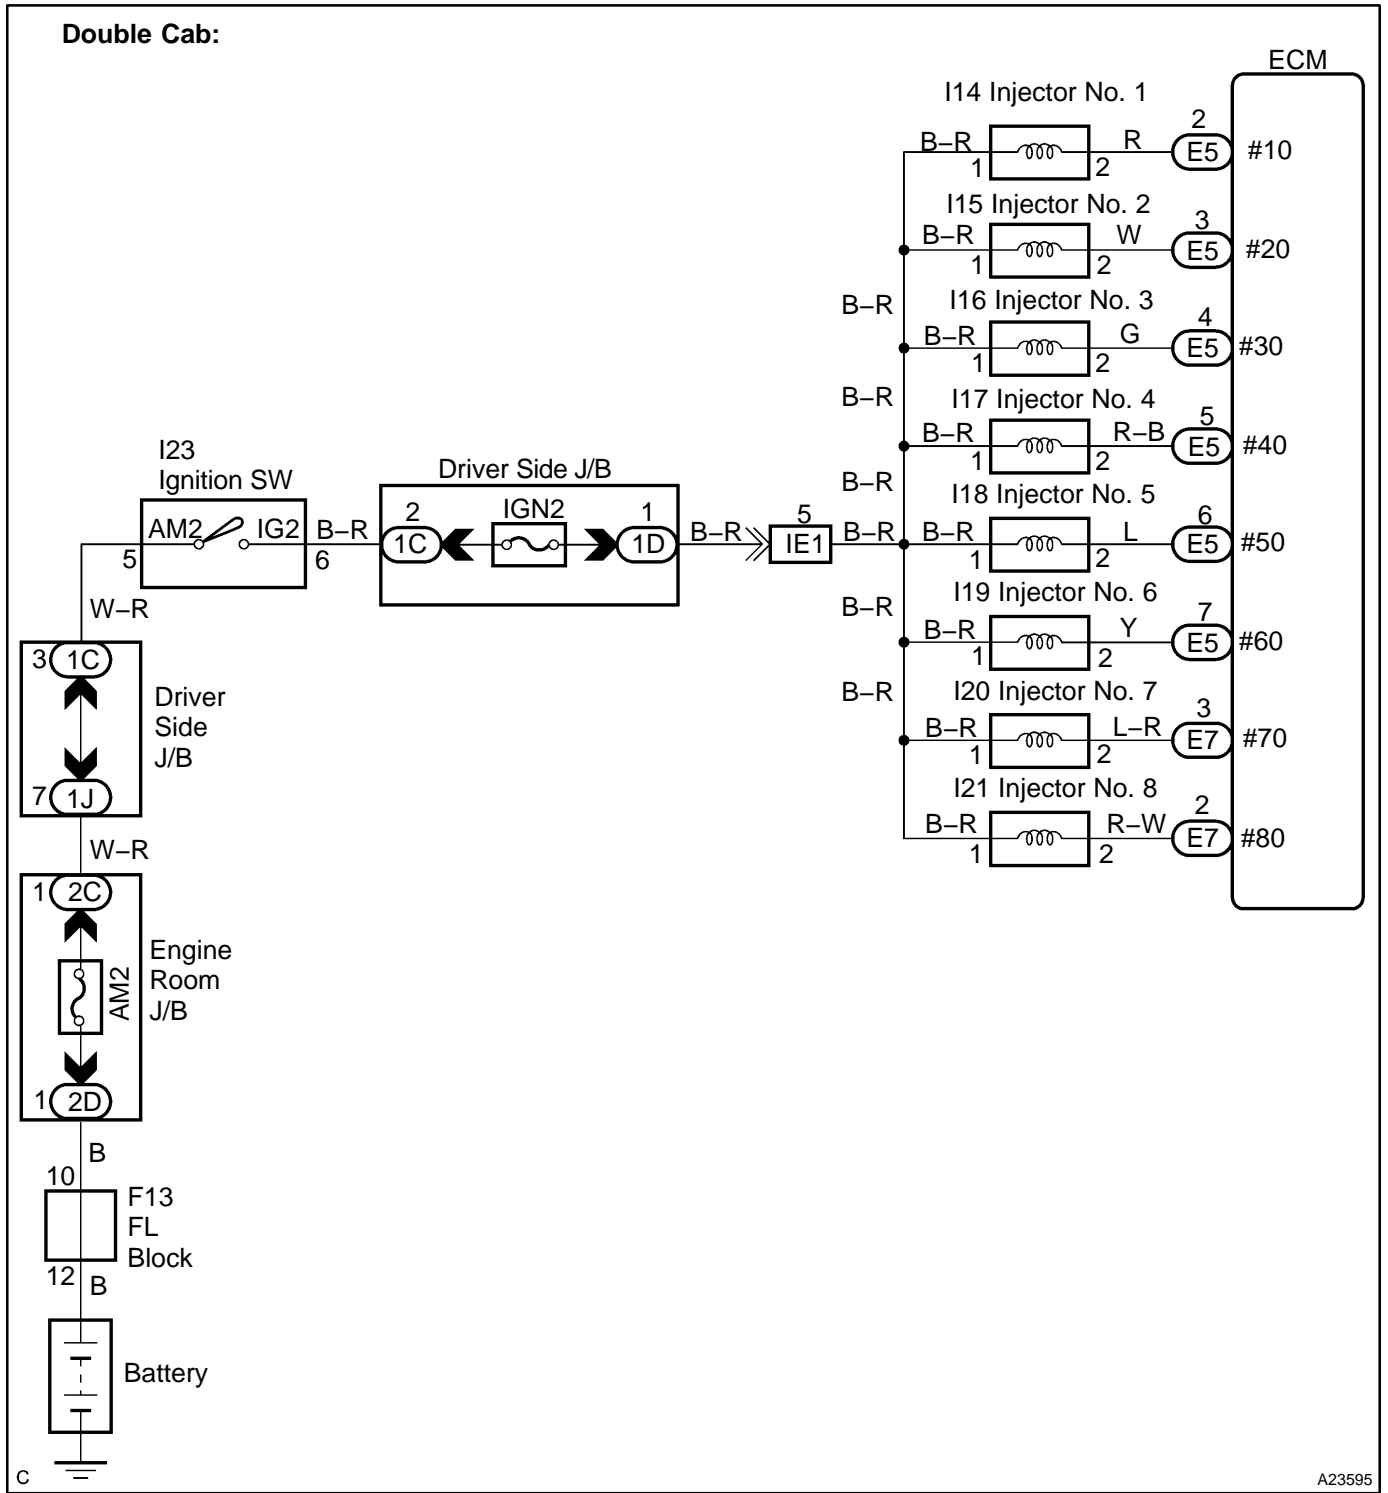 Double Cab:
ECM
I14 Injector No. 1
B–R
1
R
2
2
E5
#10
I15 Injector No. 2
B–R
1
W
2
3
E5
#20
B–R
I16 Injector No. 3
B–R
1
G
2
4
E5
#30
B–R
I17 Injector No. 4
B–R
1
R–B
2
5
E5
#40
B–R
I18 Injector No. 5
B–R
1
L
2
6
E5
#50
B–R
I19 Injector No. 6
B–R
1
Y
2
7
E5
#60
B–R
I20 Injector No. 7
B–R
1
L–R
2
3
E7
#70
I21 Injector No. 8
B–R
1
R–W
2
2
E7
#80
I23
Ignition SW
AM2
IG2
5
6
B–R
Driver Side J/B
2
1C
IGN2
1
1D
B–R
5
IE1
B–R
W–R
3
1C
Driver
Side
J/B
7
1J
W–R
1
2C
Engine
Room
J/B
AM2
1
2D
B
10
F13
FL
Block
12
B
Battery
C
A23595